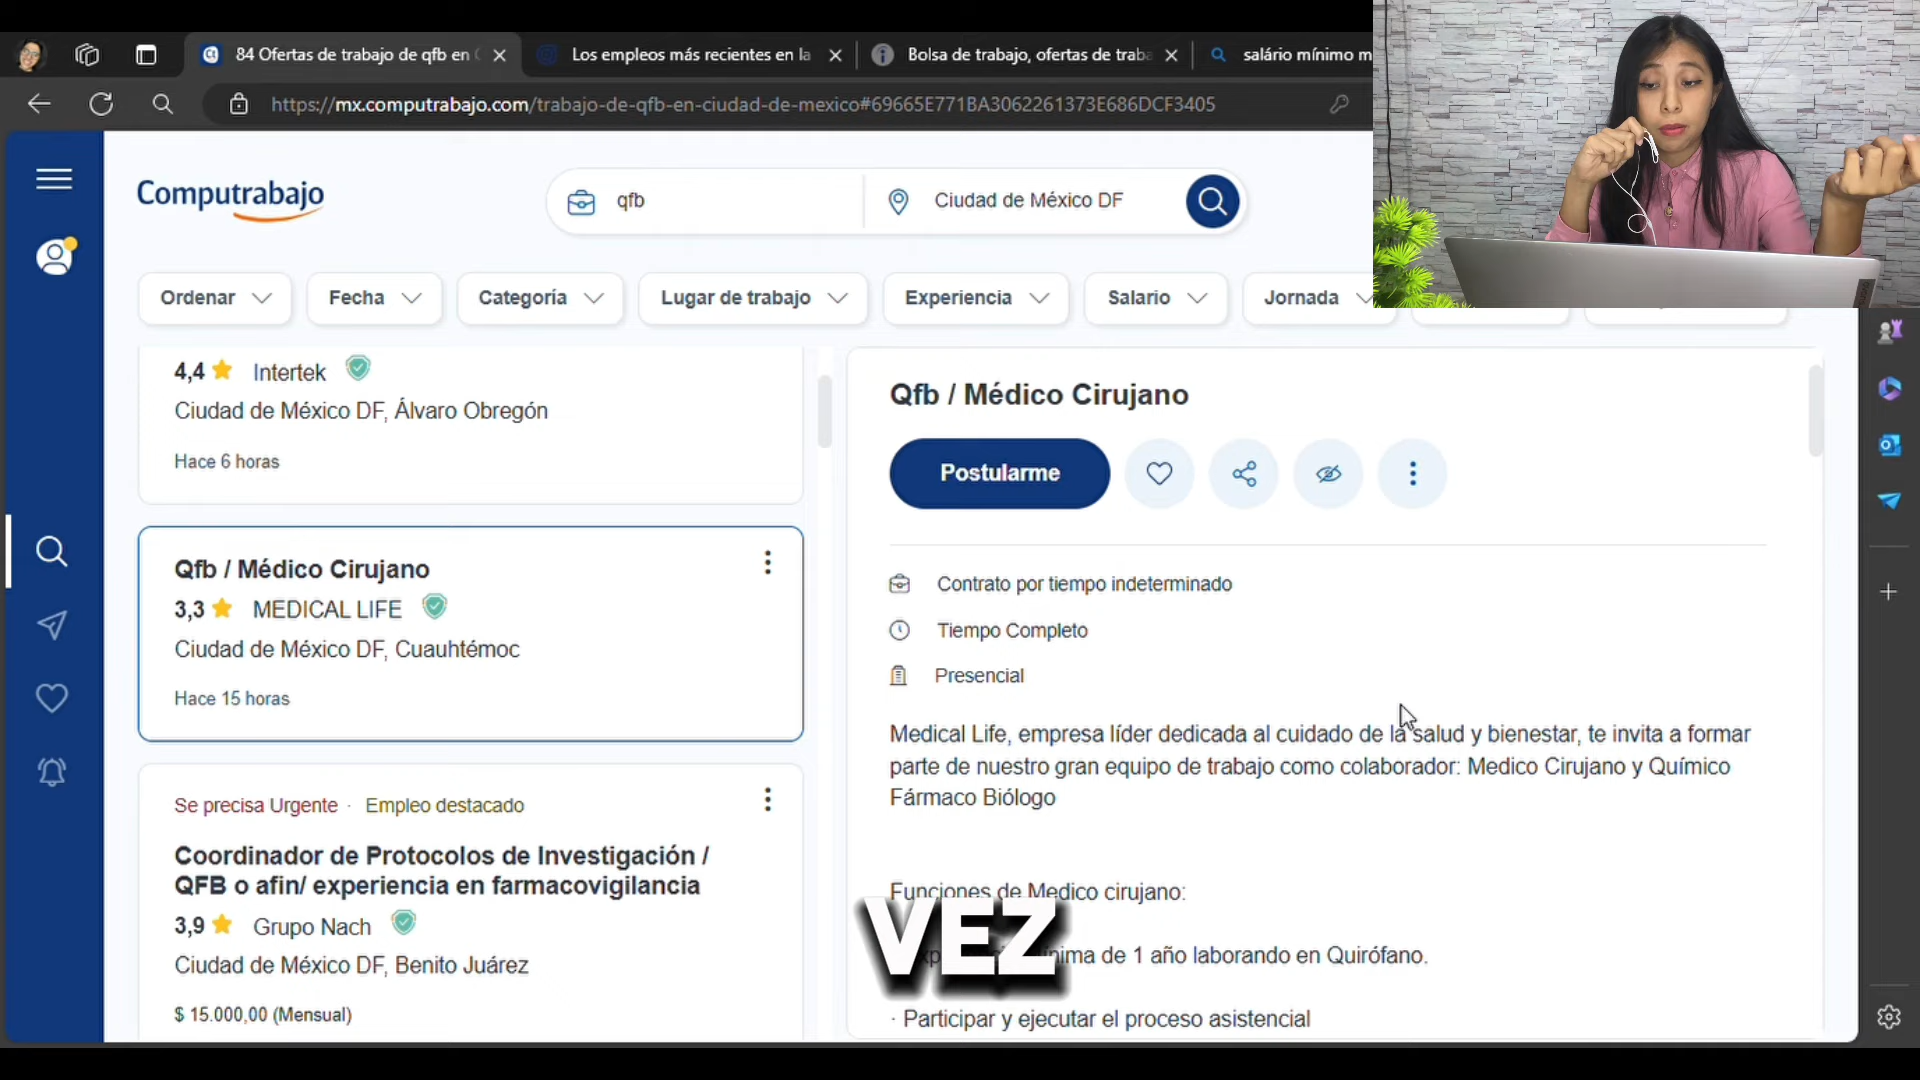 84 Ofertas de trabajo de qfb en
Los empleos más recientes en la
Bolsa de trabajo, ofertas de traba
salário mínimo m
https://mx.computrabajo.com/trabajo-de-qfb-en-ciudad-de-mexico#69665E771BA3062261373E686DCF3405
Computrabajo
qfb
Ciudad de México DF
Ordenar
Fecha
Categoría
Lugar de trabajo
Experiencia
Salario
Jornada
4,4 Intertek
Ciudad de México DF, Álvaro Obregón
Hace 6 horas
Qfb / Médico Cirujano
3,3 MEDICAL LIFE
Ciudad de México DF, Cuauhtémoc
Hace 15 horas
Se precisa Urgente · Empleo destacado
Coordinador de Protocolos de Investigación /
QFB o afin/ experiencia en farmacovigilancia
3,9 Grupo Nach
Ciudad de México DF, Benito Juárez
$ 15.000,00 (Mensual)
Qfb / Médico Cirujano
Postularme
Contrato por tiempo indeterminado
Tiempo Completo
Presencial
Medical Life, empresa líder dedicada al cuidado de la salud y bienestar, te invita a formar
parte de nuestro gran equipo de trabajo como colaborador: Medico Cirujano y Químico
Fármaco Biólogo
Funciones de Medico cirujano:
de 1 año laborando en Quirófano.
· Participar y ejecutar el proceso asistencial
VEZ